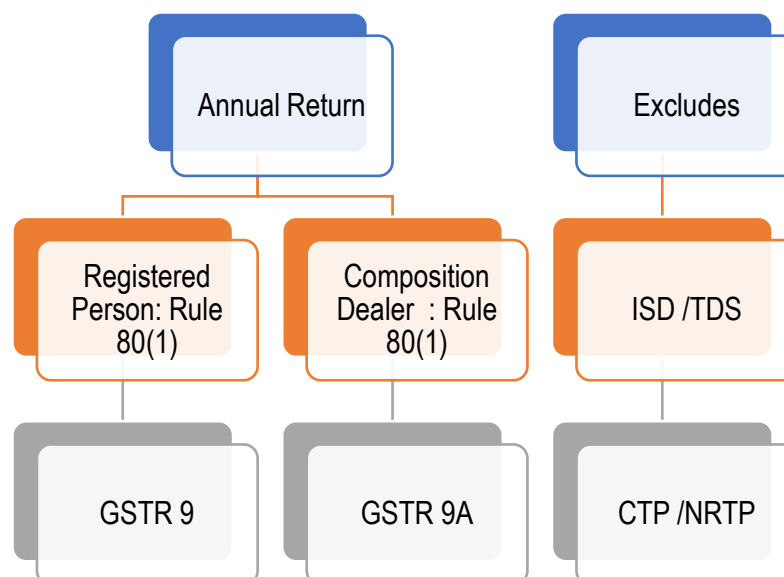 Annual Return
Excludes
Registered
Person: Rule
80(1)
Composition
Dealer : Rule
80(1)
ISD /TDS
GSTR 9
GSTR 9A
CTP /NRTP